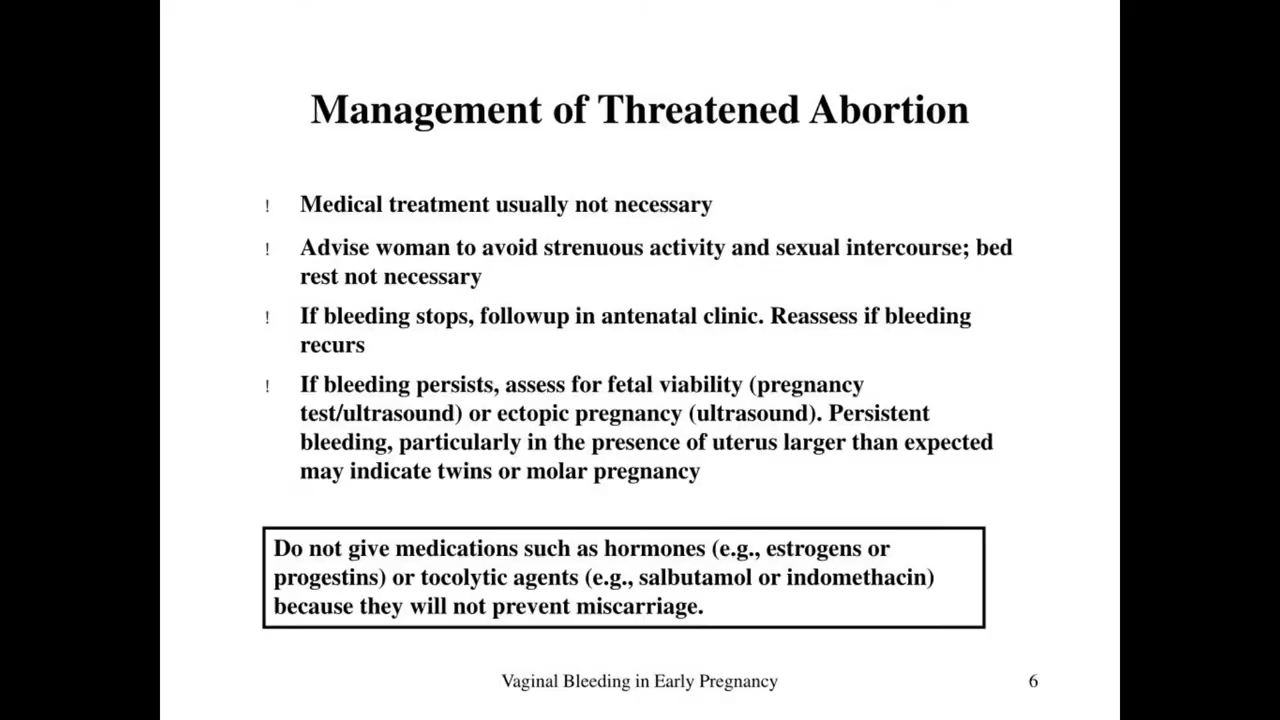 Management of Threatened Abortion
! Medical treatment usually not necessary
! Advise woman to avoid strenuous activity and sexual intercourse; bed
rest not necessary
! If bleeding stops, followup in antenatal clinic. Reassess if bleeding
recurs
! If bleeding persists, assess for fetal viability (pregnancy
test/ultrasound) or ectopic pregnancy (ultrasound). Persistent
bleeding, particularly in the presence of uterus larger than expected
may indicate twins or molar pregnancy
Do not give medications such as hormones (e.g., estrogens or
progestins) or tocolytic agents (e.g., salbutamol or indomethacin)
because they will not prevent miscarriage.
Vaginal Bleeding in Early Pregnancy
6